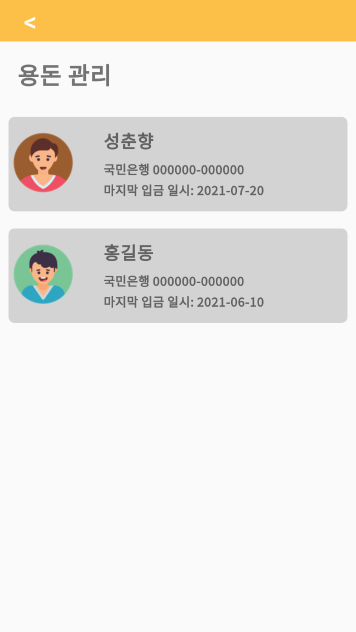 <
용돈 관리
성춘향
국민은행 000000-000000
마지막 입금 일시: 2021-07-20
홍길동
국민은행 000000-000000
마지막 입금 일시: 2021-06-10